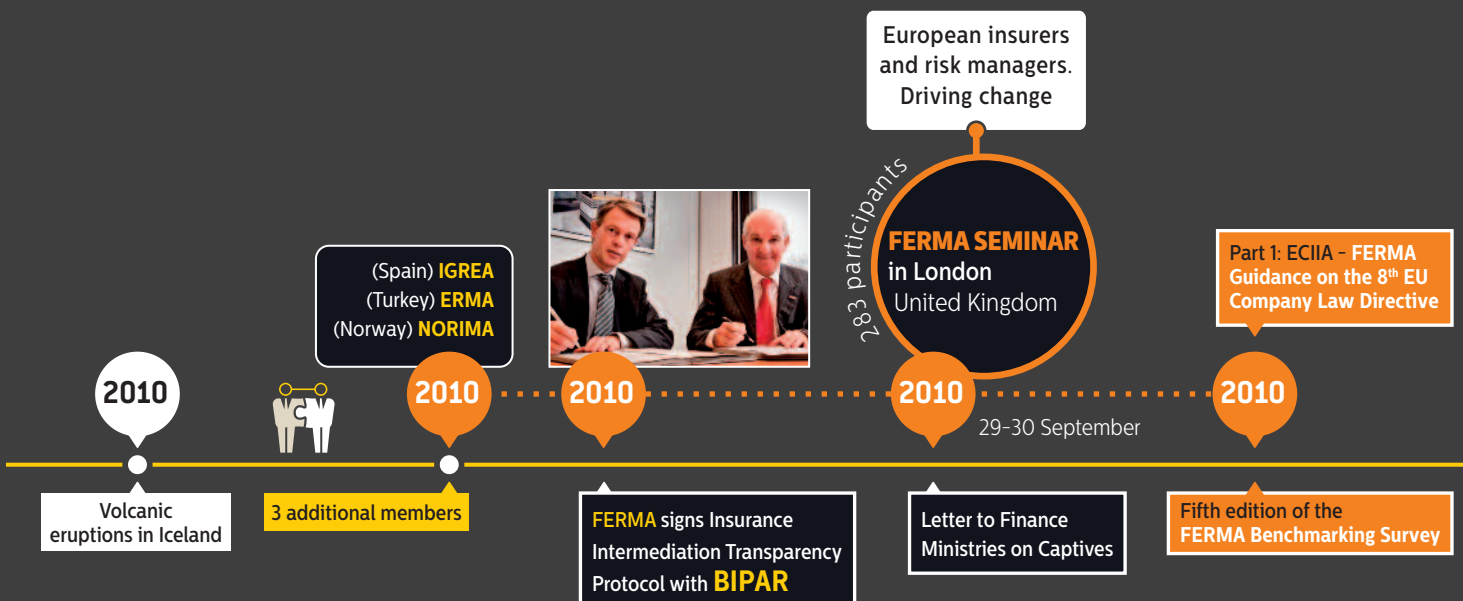 European insurers
and risk managers.
Driving change
283 participants
FERMA SEMINAR
in London
United Kingdom
(Spain) IGREA
(Turkey) ERMA
(Norway) NORIMA
Part 1: ECIIA - FERMA
Guidance on the 8th EU
Company Law Directive
2010
2010
2010
2010
2010
29-30 September
Volcanic
eruptions in Iceland
3 additional members
FERMA signs Insurance
Intermediation Transparency
Protocol with BIPAR
Letter to Finance
Ministries on Captives
Fifth edition of the
FERMA Benchmarking Survey